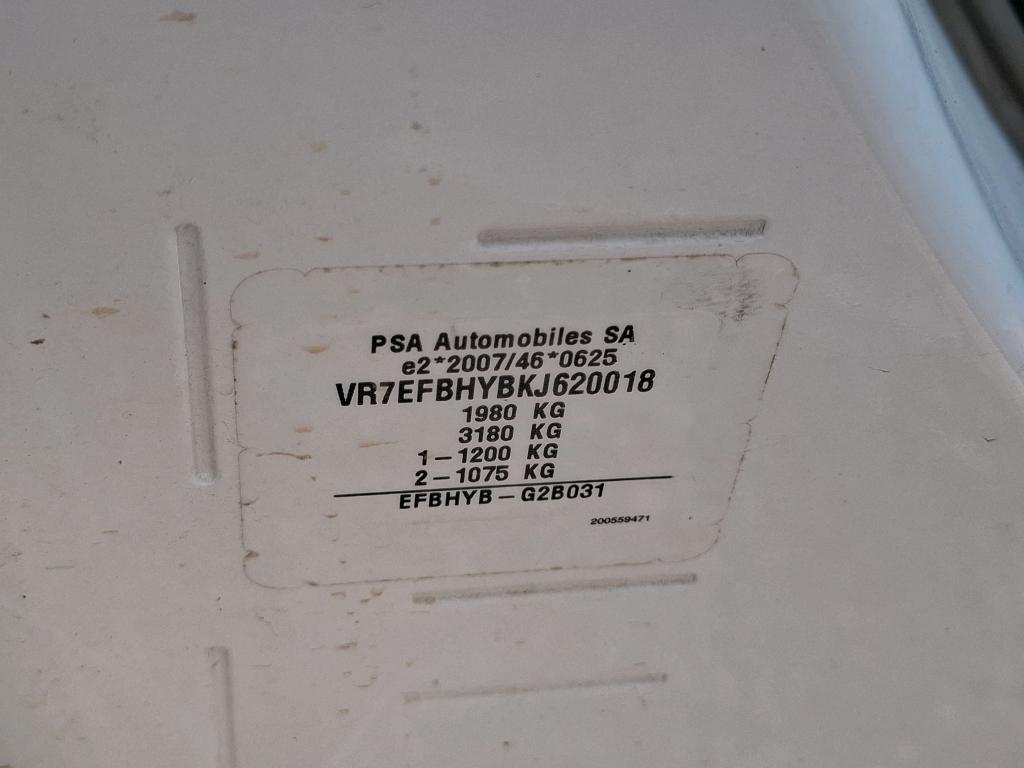 PSA Automobiles SA
e2*2007/46*0625
VR7EFBHYBKJ620018
1980 KG
3180 KG
1-1200 KG
2-1075 KG
EFBHYB-G2B031
200559471